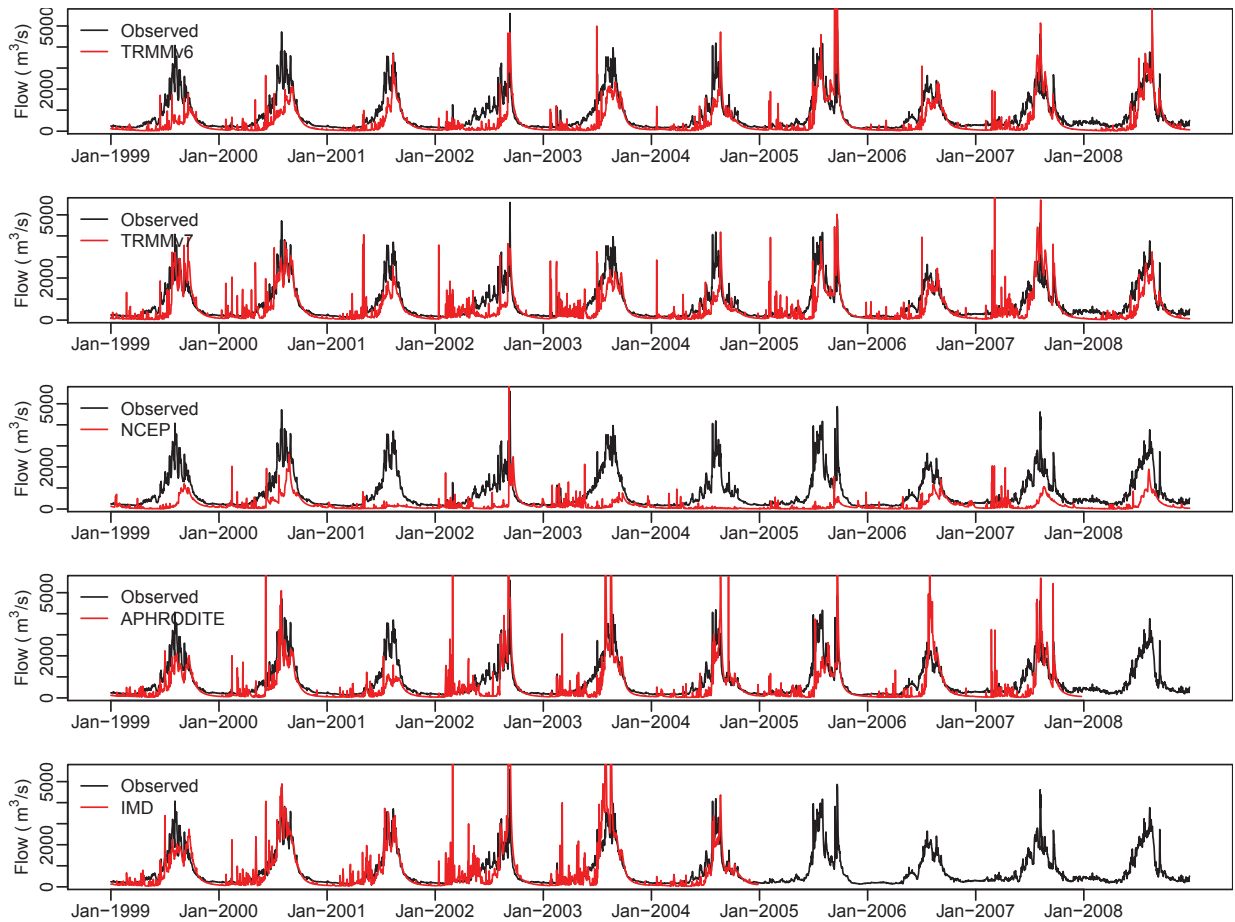 Flow ( m³/s)
0 2000 5000
Observed
TRMMv6
Jan−1999 Jan−2000 Jan−2001 Jan−2002 Jan−2003 Jan−2004 Jan−2005 Jan−2006 Jan−2007 Jan−2008
Flow ( m³/s)
0 2000 5000
Observed
TRMMv7
Jan−1999 Jan−2000 Jan−2001 Jan−2002 Jan−2003 Jan−2004 Jan−2005 Jan−2006 Jan−2007 Jan−2008
Flow ( m³/s)
0 2000 5000
Observed
NCEP
Jan−1999 Jan−2000 Jan−2001 Jan−2002 Jan−2003 Jan−2004 Jan−2005 Jan−2006 Jan−2007 Jan−2008
Flow ( m³/s)
0 2000 5000
Observed
APHRODITE
Jan−1999 Jan−2000 Jan−2001 Jan−2002 Jan−2003 Jan−2004 Jan−2005 Jan−2006 Jan−2007 Jan−2008
Flow ( m³/s)
0 2000 5000
Observed
IMD
Jan−1999 Jan−2000 Jan−2001 Jan−2002 Jan−2003 Jan−2004 Jan−2005 Jan−2006 Jan−2007 Jan−2008